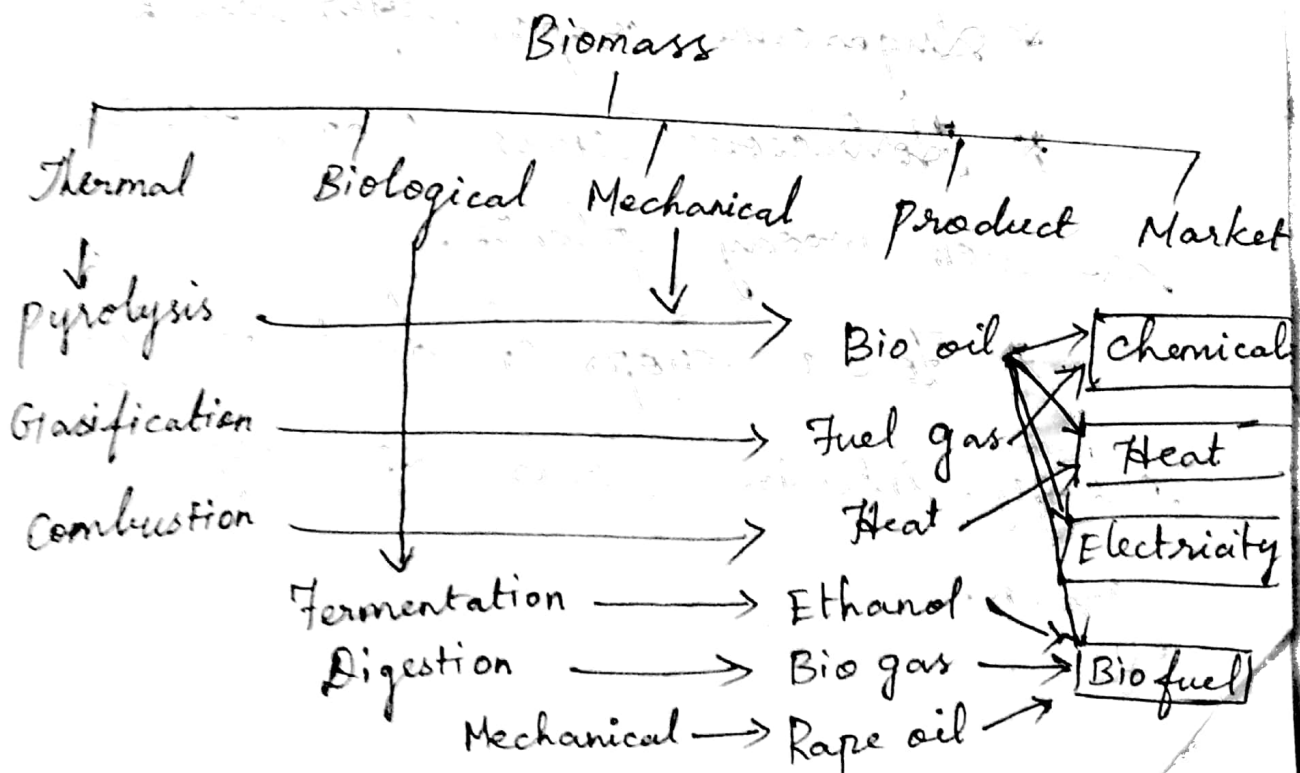 Biomass
Thermal Biological Mechanical Product Market
Pyrolysis Bio oil Chemical
Gasification Fuel gas Heat
Combustion Heat Electricity
Fermentation Ethanol
Digestion Bio gas Bio fuel
Mechanical Rape oil